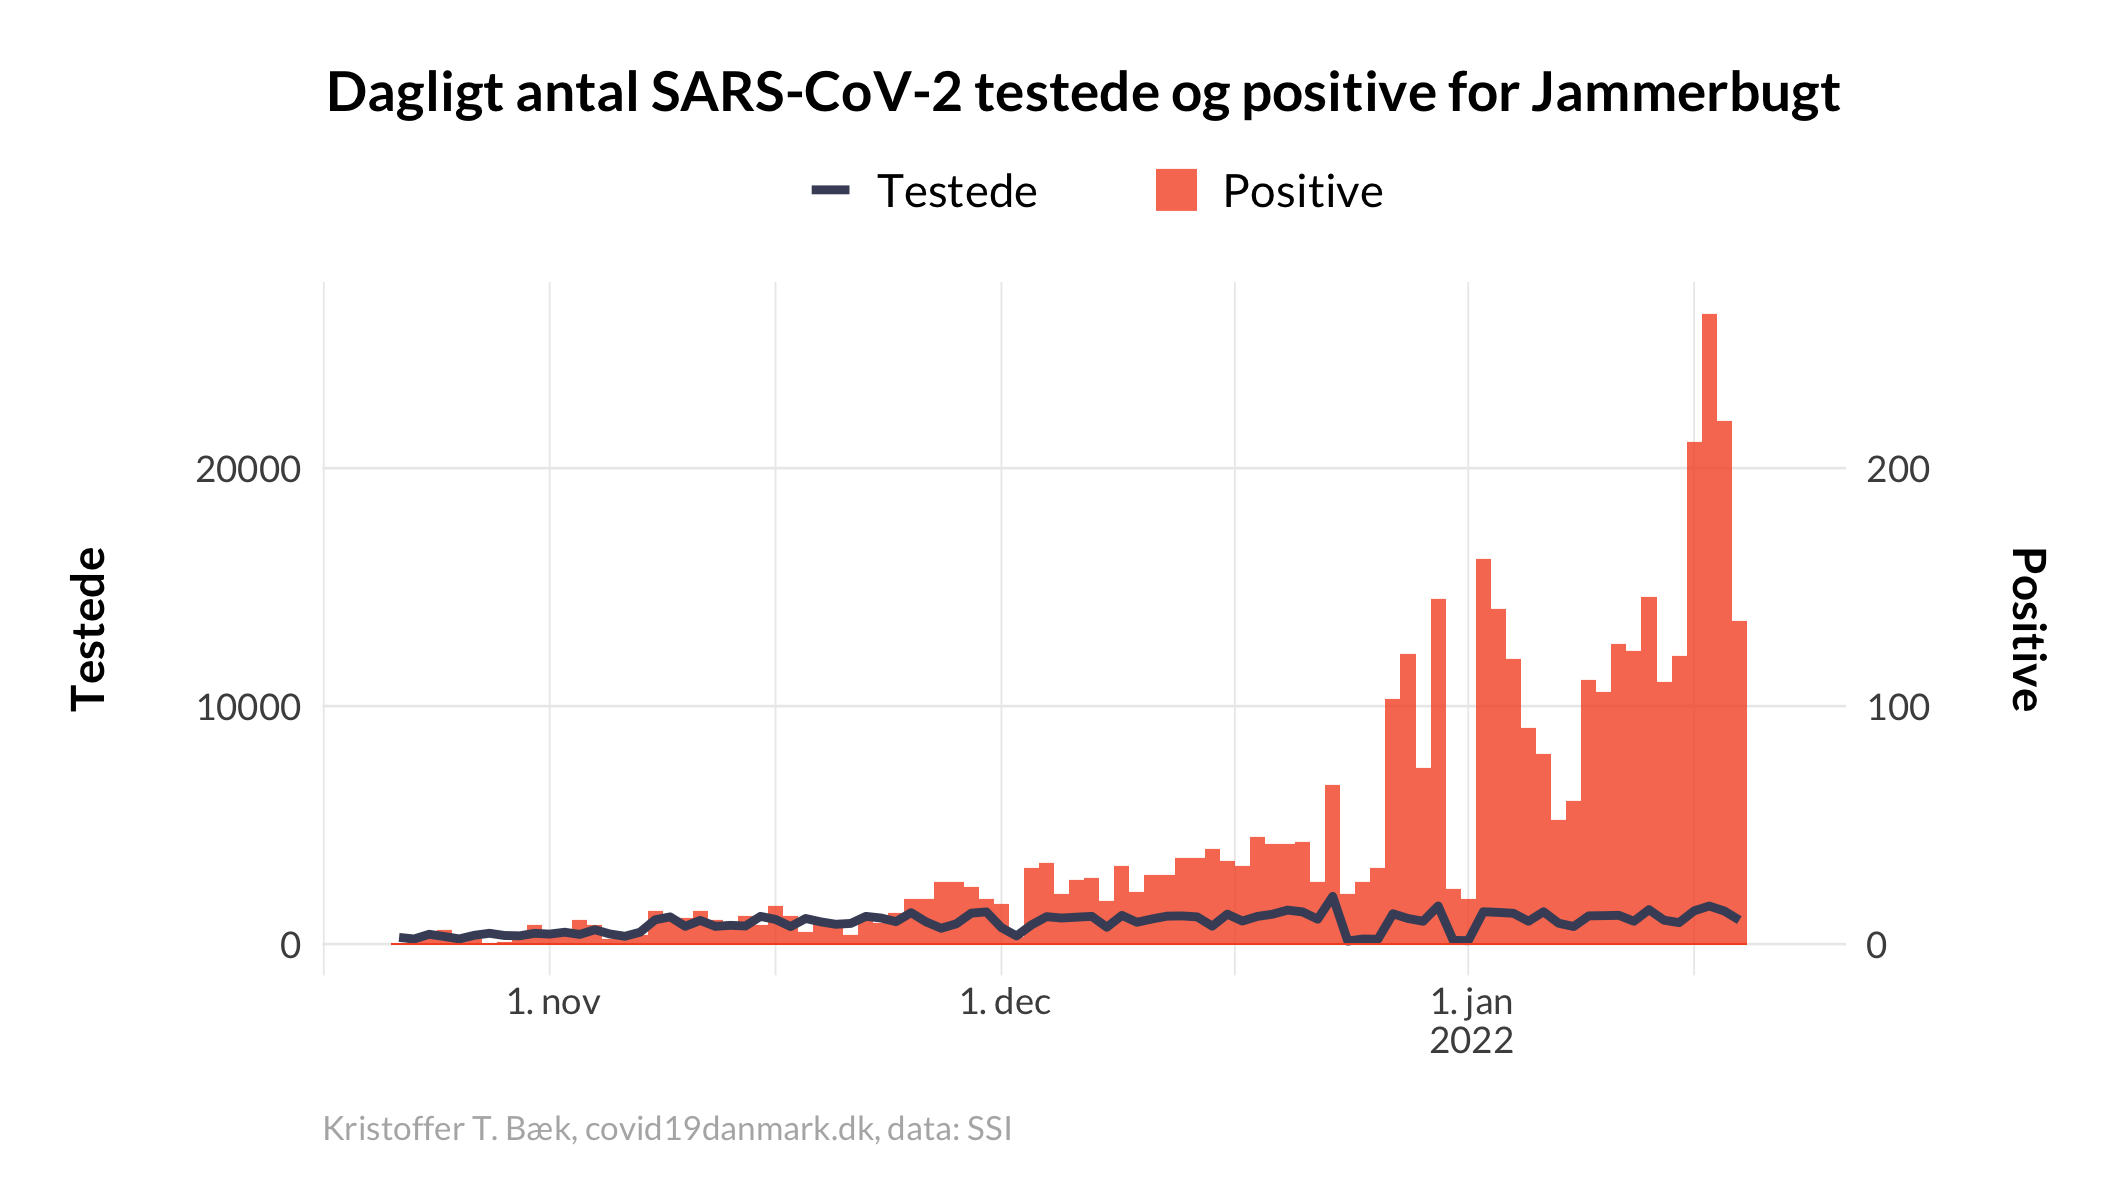 Dagligt antal SARS-CoV-2 testede og positive for Jammerbugt
Testede
Positive
Testede
20000
10000
0
200
100
0
Positive
1. nov
1. dec
1. jan
2022
Kristoffer T. Bæk, covid19danmark.dk, data: SSI